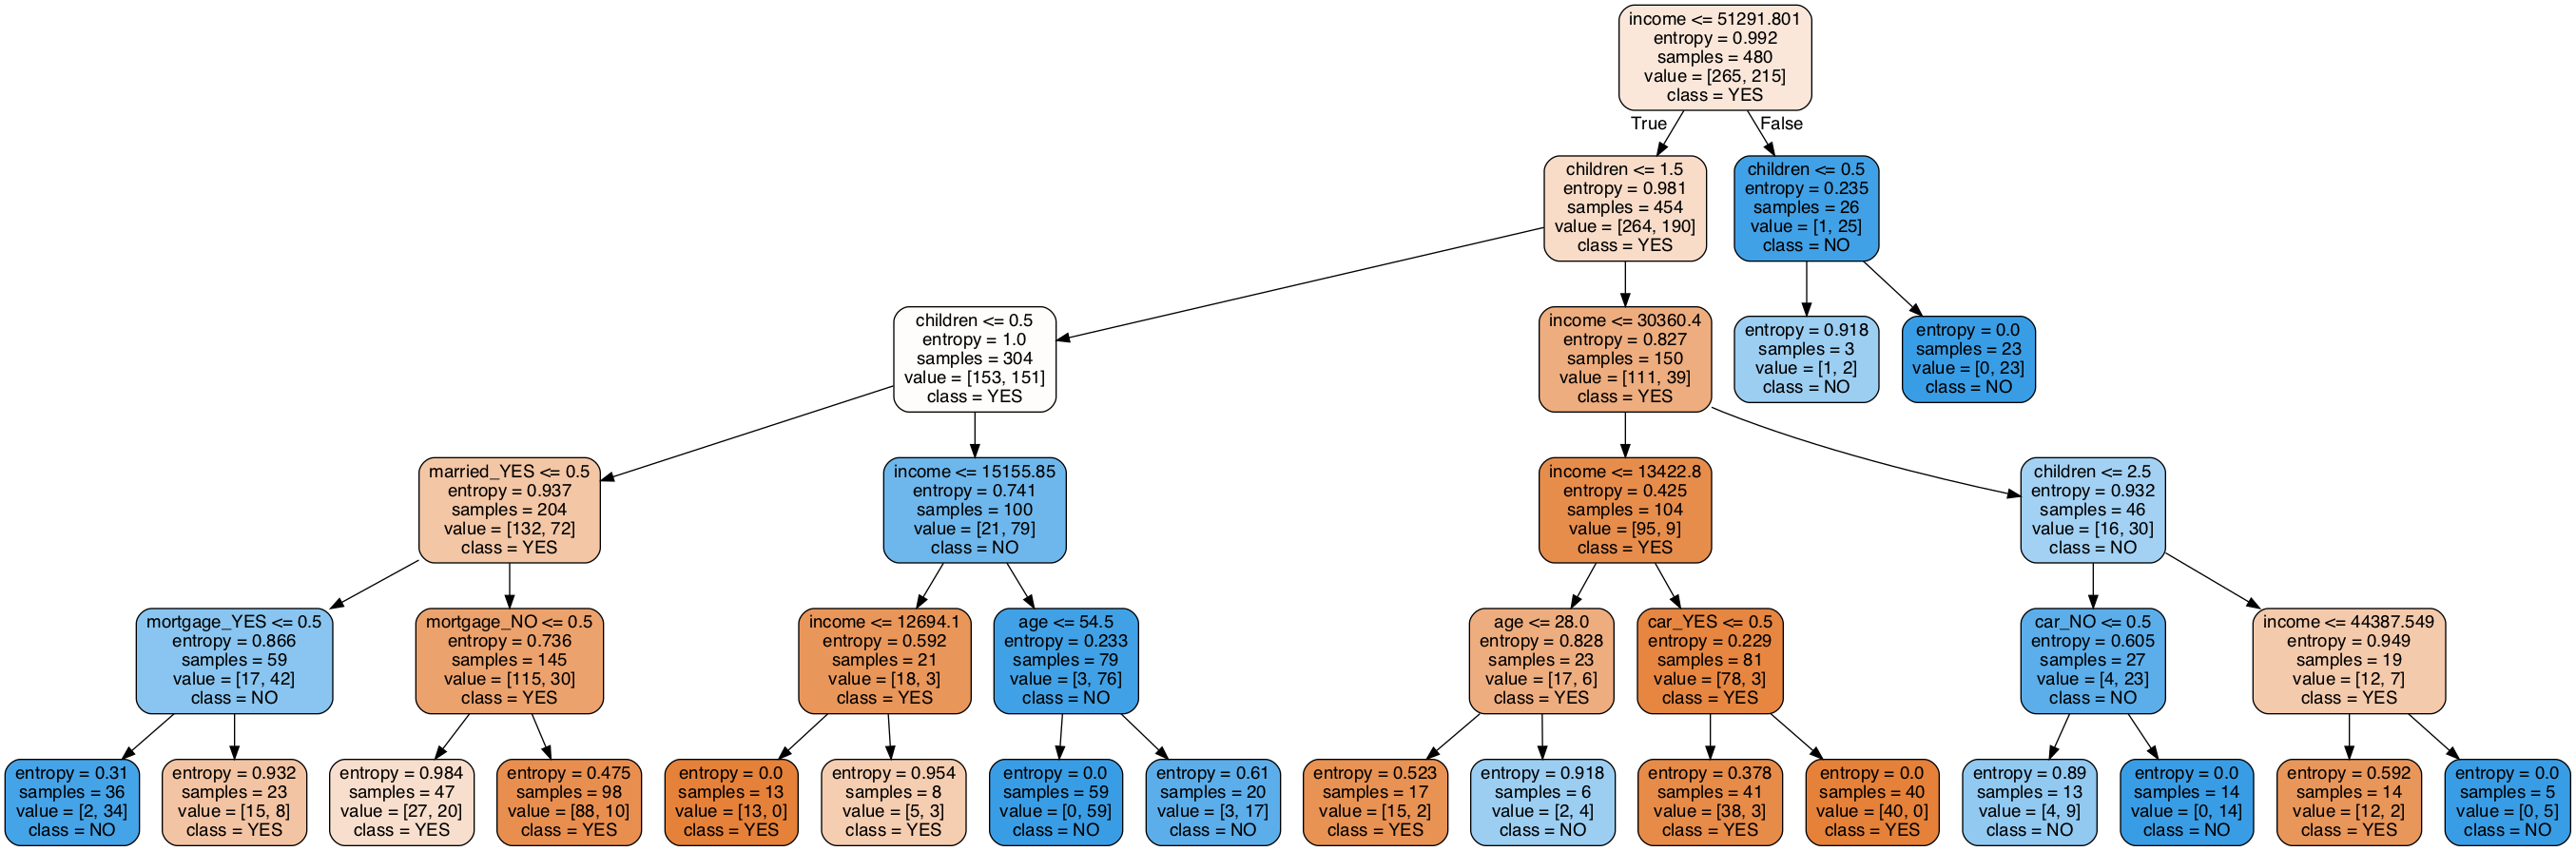 income <= 51291.801
entropy = 0.992
samples = 480
value = [265, 215]
class = YES
True
False
children <= 1.5
entropy = 0.981
samples = 454
value = [264, 190]
class = YES
children <= 0.5
entropy = 0.235
samples = 26
value = [1, 25]
class = NO
children <= 0.5
entropy = 1.0
samples = 304
value = [153, 151]
class = YES
income <= 30360.4
entropy = 0.827
samples = 150
value = [111, 39]
class = YES
entropy = 0.918
samples = 3
value = [1, 2]
class = NO
entropy = 0.0
samples = 23
value = [0, 23]
class = NO
married_YES <= 0.5
entropy = 0.937
samples = 204
value = [132, 72]
class = YES
income <= 15155.85
entropy = 0.741
samples = 100
value = [21, 79]
class = NO
income <= 13422.8
entropy = 0.425
samples = 104
value = [95, 9]
class = YES
children <= 2.5
entropy = 0.932
samples = 46
value = [16, 30]
class = NO
mortgage_YES <= 0.5
entropy = 0.866
samples = 59
value = [17, 42]
class = NO
mortgage_NO <= 0.5
entropy = 0.736
samples = 145
value = [115, 30]
class = YES
income <= 12694.1
entropy = 0.592
samples = 21
value = [18, 3]
class = YES
age <= 54.5
entropy = 0.233
samples = 79
value = [3, 76]
class = NO
age <= 28.0
entropy = 0.828
samples = 23
value = [17, 6]
class = YES
car_YES <= 0.5
entropy = 0.229
samples = 81
value = [78, 3]
class = YES
car_NO <= 0.5
entropy = 0.605
samples = 27
value = [4, 23]
class = NO
income <= 44387.549
entropy = 0.949
samples = 19
value = [12, 7]
class = YES
entropy = 0.31
samples = 36
value = [2, 34]
class = NO
entropy = 0.932
samples = 23
value = [15, 8]
class = YES
entropy = 0.984
samples = 47
value = [27, 20]
class = YES
entropy = 0.475
samples = 98
value = [88, 10]
class = YES
entropy = 0.0
samples = 13
value = [13, 0]
class = YES
entropy = 0.954
samples = 8
value = [5, 3]
class = YES
entropy = 0.0
samples = 59
value = [0, 59]
class = NO
entropy = 0.61
samples = 20
value = [3, 17]
class = NO
entropy = 0.523
samples = 17
value = [15, 2]
class = YES
entropy = 0.918
samples = 6
value = [2, 4]
class = NO
entropy = 0.378
samples = 41
value = [38, 3]
class = YES
entropy = 0.0
samples = 40
value = [40, 0]
class = YES
entropy = 0.89
samples = 13
value = [4, 9]
class = NO
entropy = 0.0
samples = 14
value = [0, 14]
class = NO
entropy = 0.592
samples = 14
value = [12, 2]
class = YES
entropy = 0.0
samples = 5
value = [0, 5]
class = NO